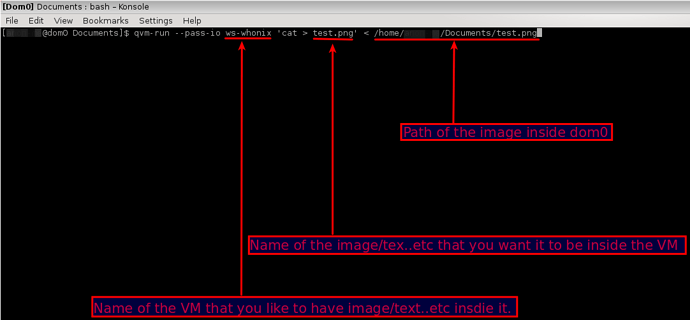 [Dom0] Documents : bash – Konsole
File Edit View Bookmarks Settings Help
[ @dom0 Documents]$ qvm-run --pass-io ws-whonix 'cat > test.png' < /home/ /Documents/test.png
Path of the image inside dom0
Name of the image/tex..etc that you want it to be inside the VM
Name of the VM that you like to have image/text..etc insdie it.